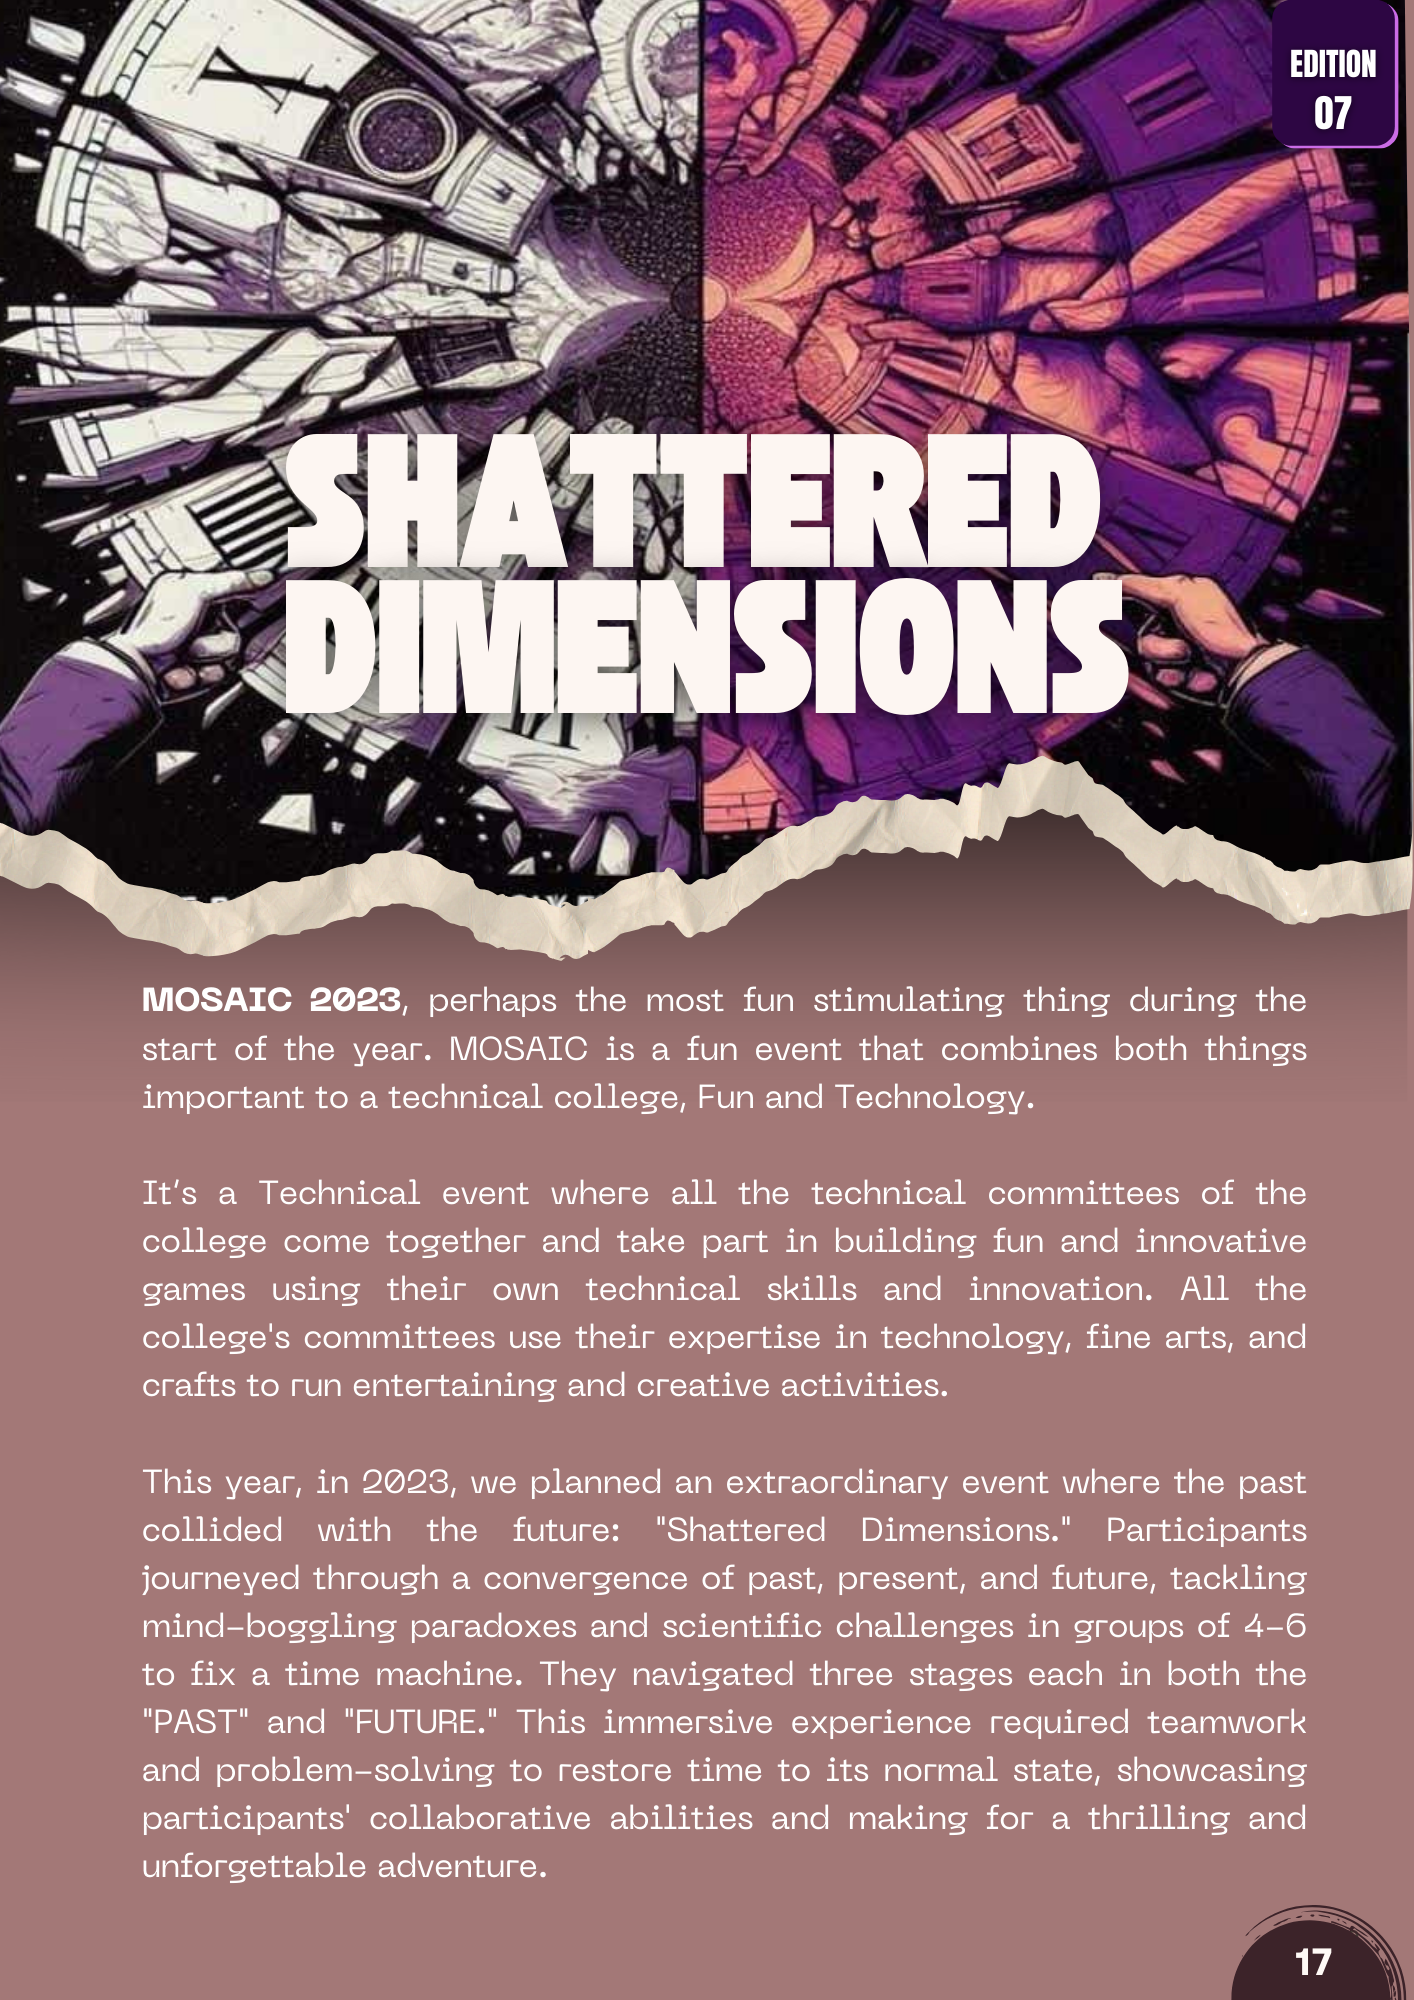 EDITION
07
SHATTERED
DIMENSIONS
MOSAIC 2023, perhaps the most fun stimulating thing during the
start of the year. MOSAIC is a fun event that combines both things
important to a technical college, Fun and Technology.
It's a Technical event where all the technical committees of the
college come together and take part in building fun and innovative
games using their own technical skills and innovation. All the
college's committees use their expertise in technology, fine arts, and
crafts to run entertaining and creative activities.
This year, in 2023, we planned an extraordinary event where the past
collided with the future: "Shattered Dimensions." Participants
journeyed through a convergence of past, present, and future, tackling
mind-boggling paradoxes and scientific challenges in groups of 4-6
to fix a time machine. They navigated three stages each in both the
"PAST" and "FUTURE." This immersive experience required teamwork
and problem-solving to restore time to its normal state, showcasing
participants' collaborative abilities and making for a thrilling and
unforgettable adventure.
17